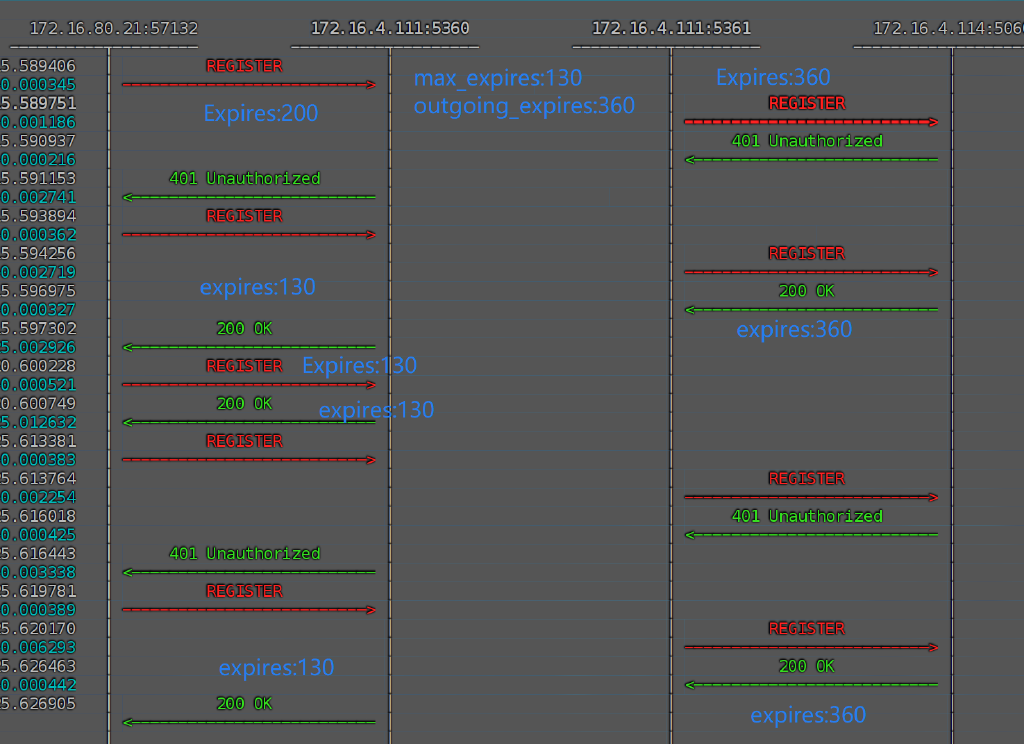 172.16.80.21:57132 172.16.4.111:5360 172.16.4.111:5361 172.16.4.114:506
5.589406 REGISTER
0.000345 max_expires:130 Expires:360
5.589751 Expires:200 outgoing_expires:360 REGISTER
0.001186
5.590937 401 Unauthorized
0.000216
5.591153 401 Unauthorized
0.002741
5.593894 REGISTER
0.000362
5.594256 REGISTER
0.002719
5.596975 expires:130 200 OK
0.000327
5.597302 200 OK expires:360
5.002926
0.600228 REGISTER Expires:130
0.000521
0.600749 200 OK expires:130
5.012632
5.613381 REGISTER
0.000383
5.613764 REGISTER
0.002254
5.616018 401 Unauthorized
0.000425
5.616443 401 Unauthorized
0.003338
5.619781 REGISTER
0.000389
5.620170 REGISTER
0.006293
5.626463 expires:130 200 OK
0.000442
5.626905 200 OK expires:360